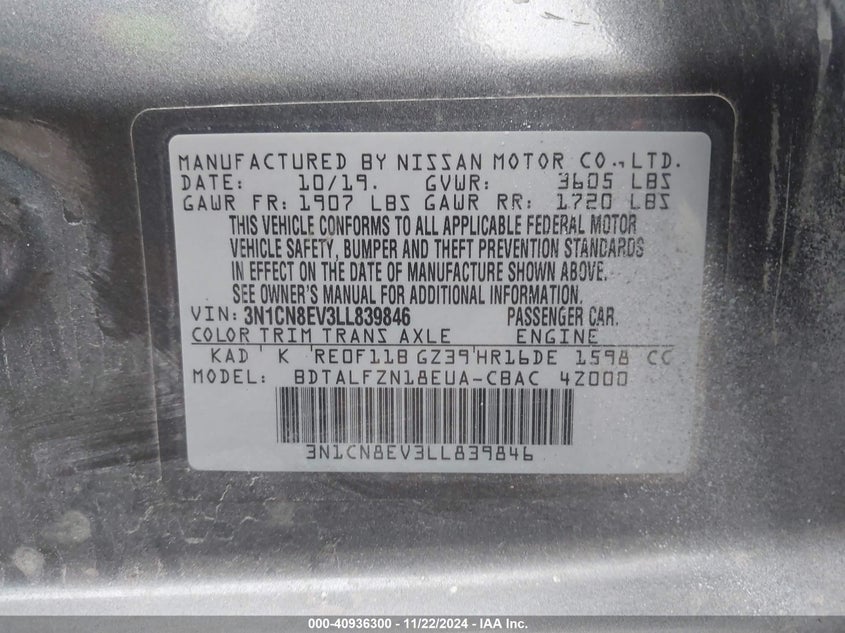 MANUFACTURED BY NISSAN MOTOR CO., LTD.
DATE: 10/19. GVWR: 3605 LBS
GAWR FR: 1907 LBS GAWR RR: 1720 LBS
THIS VEHICLE CONFORMS TO ALL APPLICABLE FEDERAL MOTOR
VEHICLE SAFETY, BUMPER AND THEFT PREVENTION STANDARDS
IN EFFECT ON THE DATE OF MANUFACTURE SHOWN ABOVE.
SEE OWNER'S MANUAL FOR ADDITIONAL INFORMATION.
VIN: 3N1CN8EV3LL839846 PASSENGER CAR.
COLOR TRIM TRANS AXLE ENGINE
KAD K RE0F11B GZ39 HR16DE 1598 CC
MODEL: BDTALFZN18EUA-CBAC 42000
3N1CN8EV3LL839846
000-40936300 - 11/22/2024 - IAA Inc.